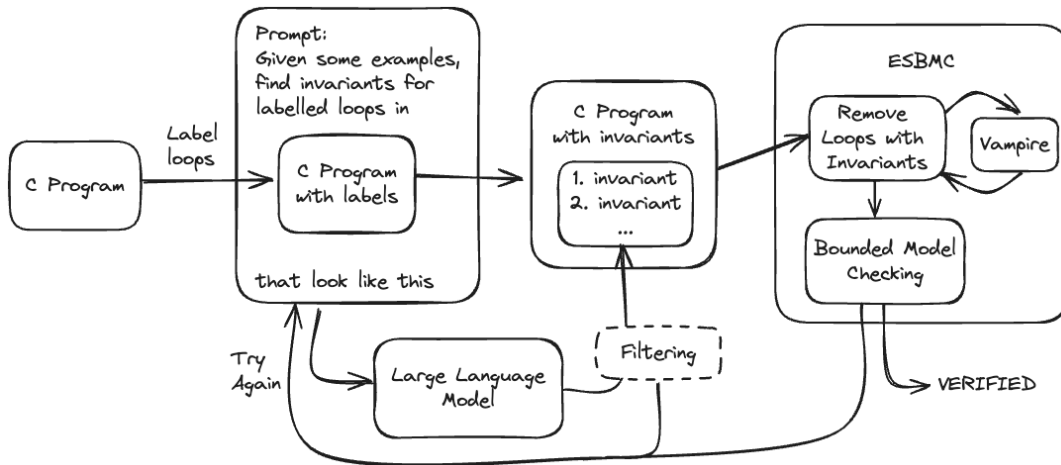 C Program
Label
loops
Prompt:
Given some examples,
find invariants for
labelled loops in
C Program
with labels
that look like this
C Program
with invariants
1. invariant
2. invariant
...
ESBMC
Remove
Loops with
Invariants
Vampire
Bounded Model
Checking
Try
Again
Large Language
Model
Filtering
VERIFIED